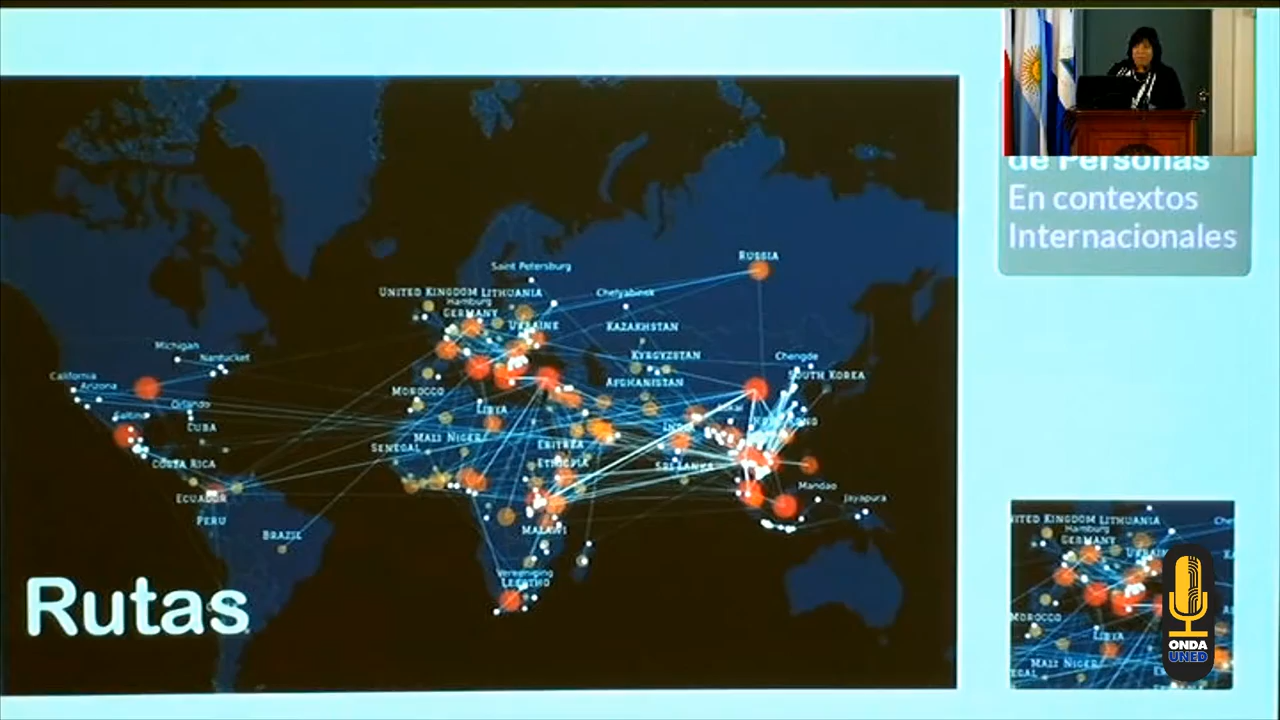 de Personas
En contextos
Internacionales
RUSSIA
Saint Petersburg
UNITED KINGDOM LITHUANIA
Chelyabinsk
Hamburg
GERMANY
UKRAINE
KAZAKHSTAN
Michigan
Nantucket
KYRGYZSTAN
Chengde
California
SOUTH KOREA
Arizona
AFGHANISTAN
MOROCCO
Orlando
LIBYA
CUBA
INDIA
MALI NIGER
ERITREA
SENEGAL
COSTA RICA
ETHIOPIA
SRI LANKA
Mandao
ECUADOR
Jayapura
PERU
MALAWI
BRAZIL
Vereeniging
LESOTHO
Rutas
UNITED KINGDOM LITHUANIA
Hamburg
GERMANY
MOROCCO
LIBYA
MALI NIGER
ONDA
UNED